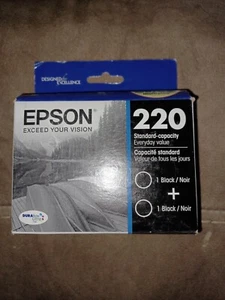 DESIGNED FOR EXCELLENCE
EPSON
EXCEED YOUR VISION
220
Standard-capacity
Everyday value
Capacité standard
Valeur de tous les jours
1 Black / Noir
+
1 Black / Noir
DURABrite
Ultra